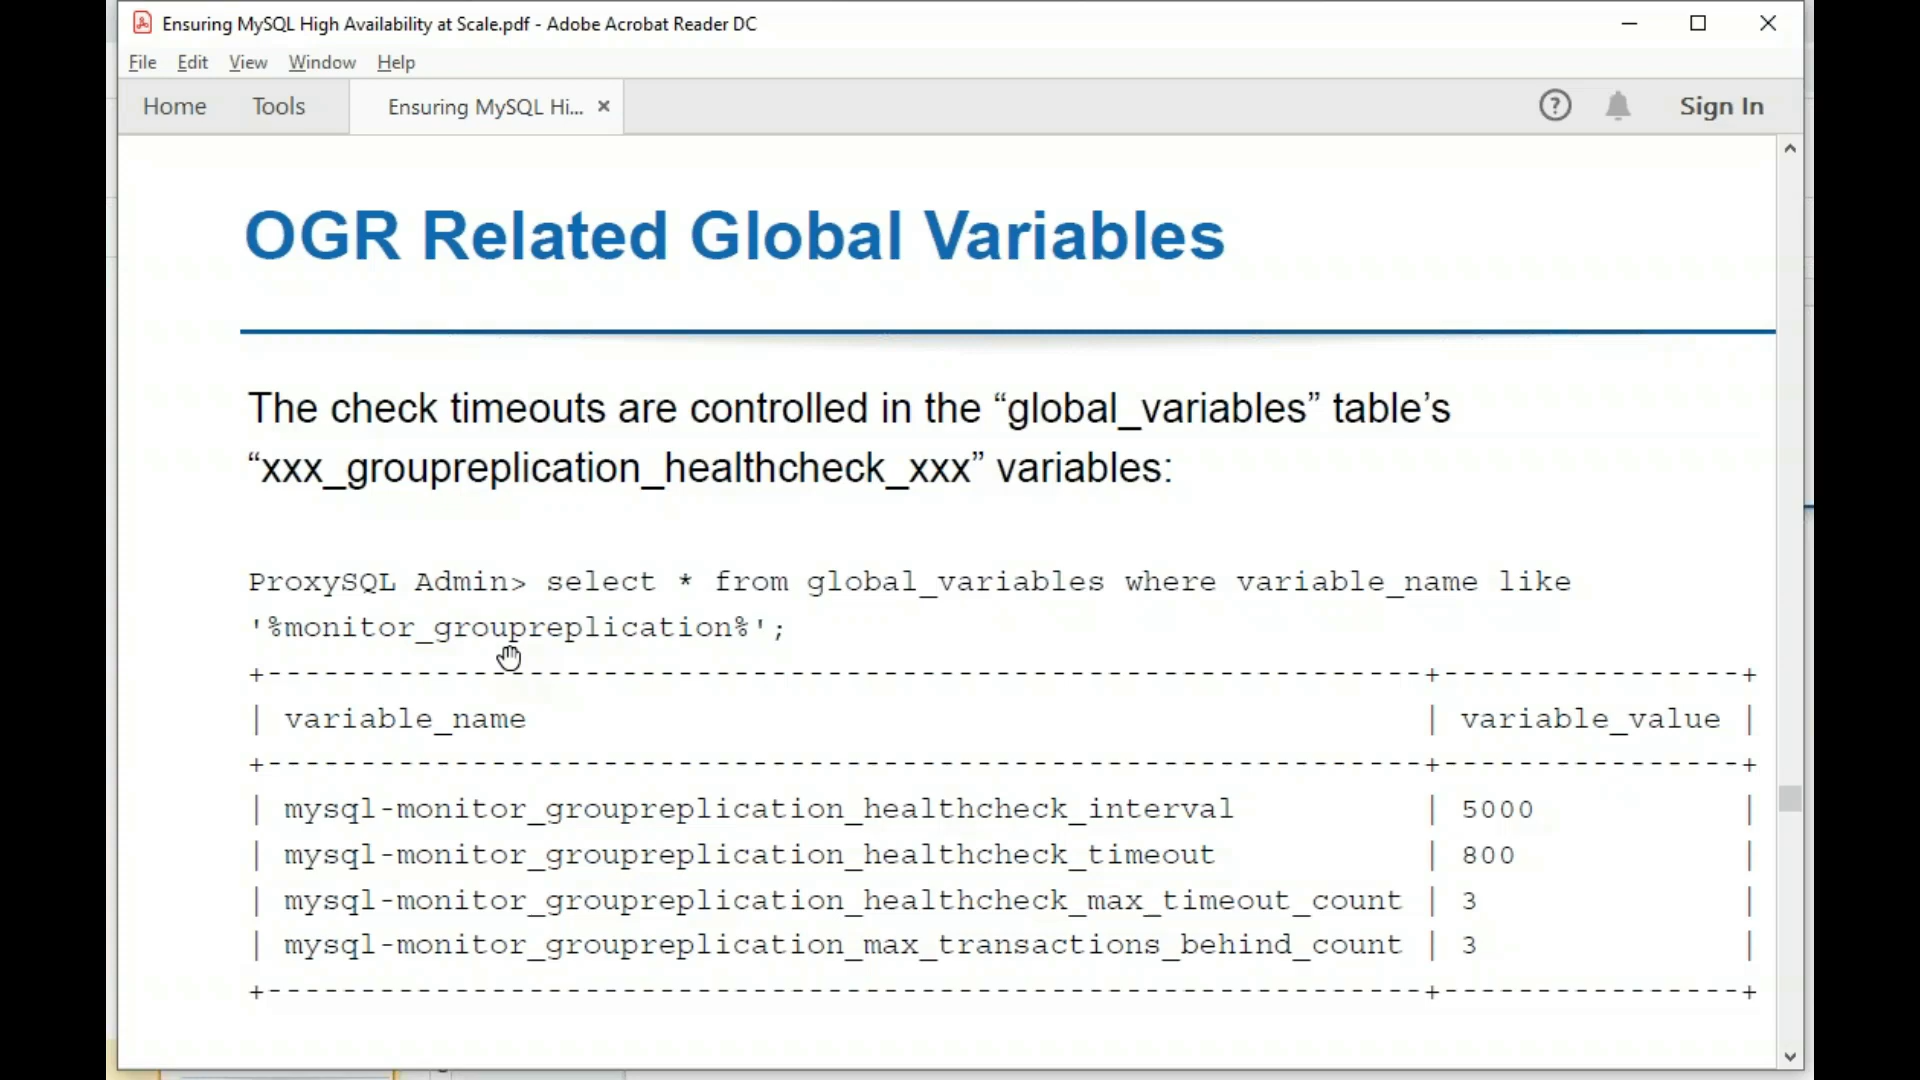 Ensuring MySQL High Availability at Scale.pdf - Adobe Acrobat Reader DC
File Edit View Window Help
Home Tools Ensuring MySQL Hi... × ? Sign In
OGR Related Global Variables
The check timeouts are controlled in the “global_variables” table’s
“xxx_groupreplication_healthcheck_xxx” variables:
ProxySQL Admin> select * from global_variables where variable_name like
'%monitor_groupreplication%';
+--------------------------------------------------------------+----------------+
| variable_name | variable_value |
+--------------------------------------------------------------+----------------+
| mysql-monitor_groupreplication_healthcheck_interval | 5000 |
| mysql-monitor_groupreplication_healthcheck_timeout | 800 |
| mysql-monitor_groupreplication_healthcheck_max_timeout_count | 3 |
| mysql-monitor_groupreplication_max_transactions_behind_count | 3 |
+--------------------------------------------------------------+----------------+